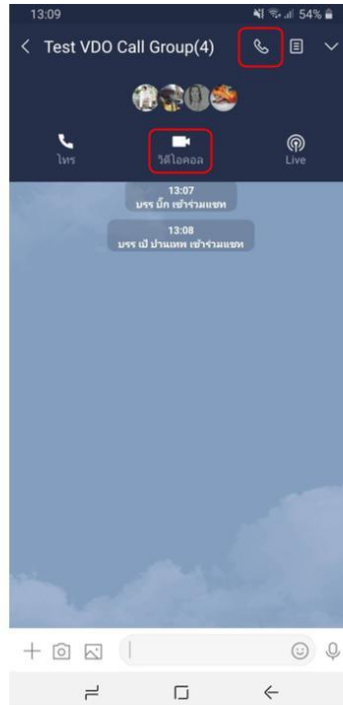 13:09
54%
Test VDO Call Group(4)
โทร
วิดีโอคอล
Live
13:07
บรร บิ๊ก เข้าร่วมแชท
13:08
บรร เป้ ปานเทพ เข้าร่วมแชท